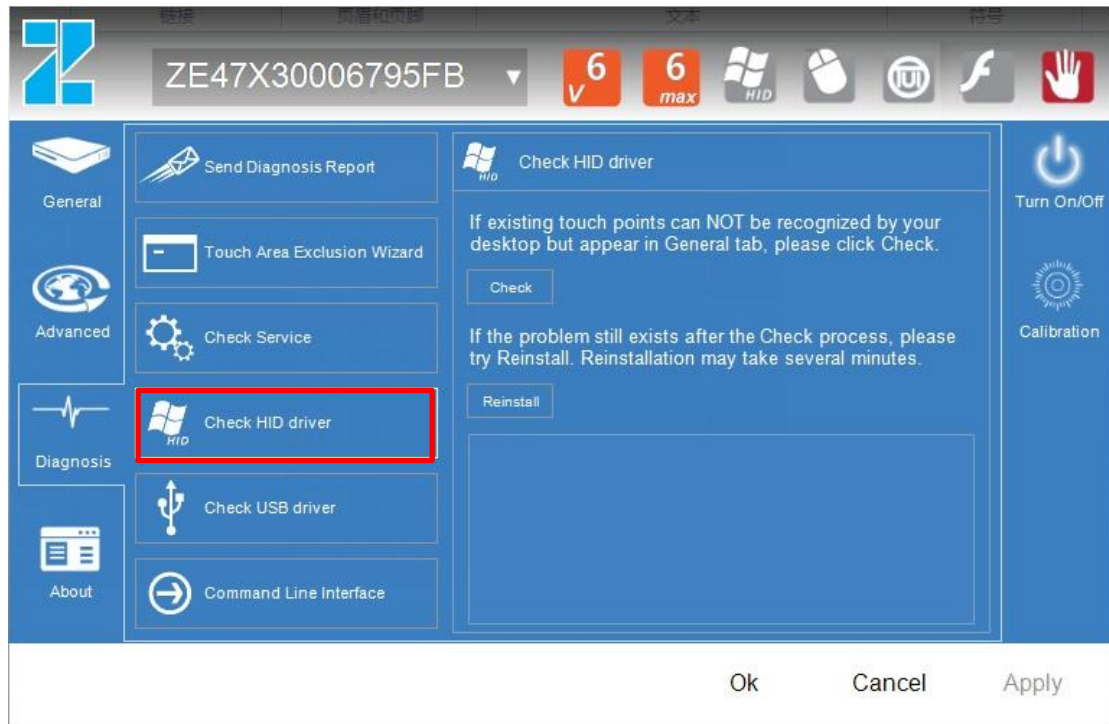 链接 页眉和页脚 文本 符号
ZE47X30006795FB
6
V
6
max
HID
General
Advanced
Diagnosis
About
Send Diagnosis Report
Touch Area Exclusion Wizard
Check Service
HID
Check HID driver
Check USB driver
Command Line Interface
HID
Check HID driver
If existing touch points can NOT be recognized by your
desktop but appear in General tab, please click Check.
Check
If the problem still exists after the Check process, please
try Reinstall. Reinstallation may take several minutes.
Reinstall
Turn On/Off
Calibration
Ok Cancel Apply